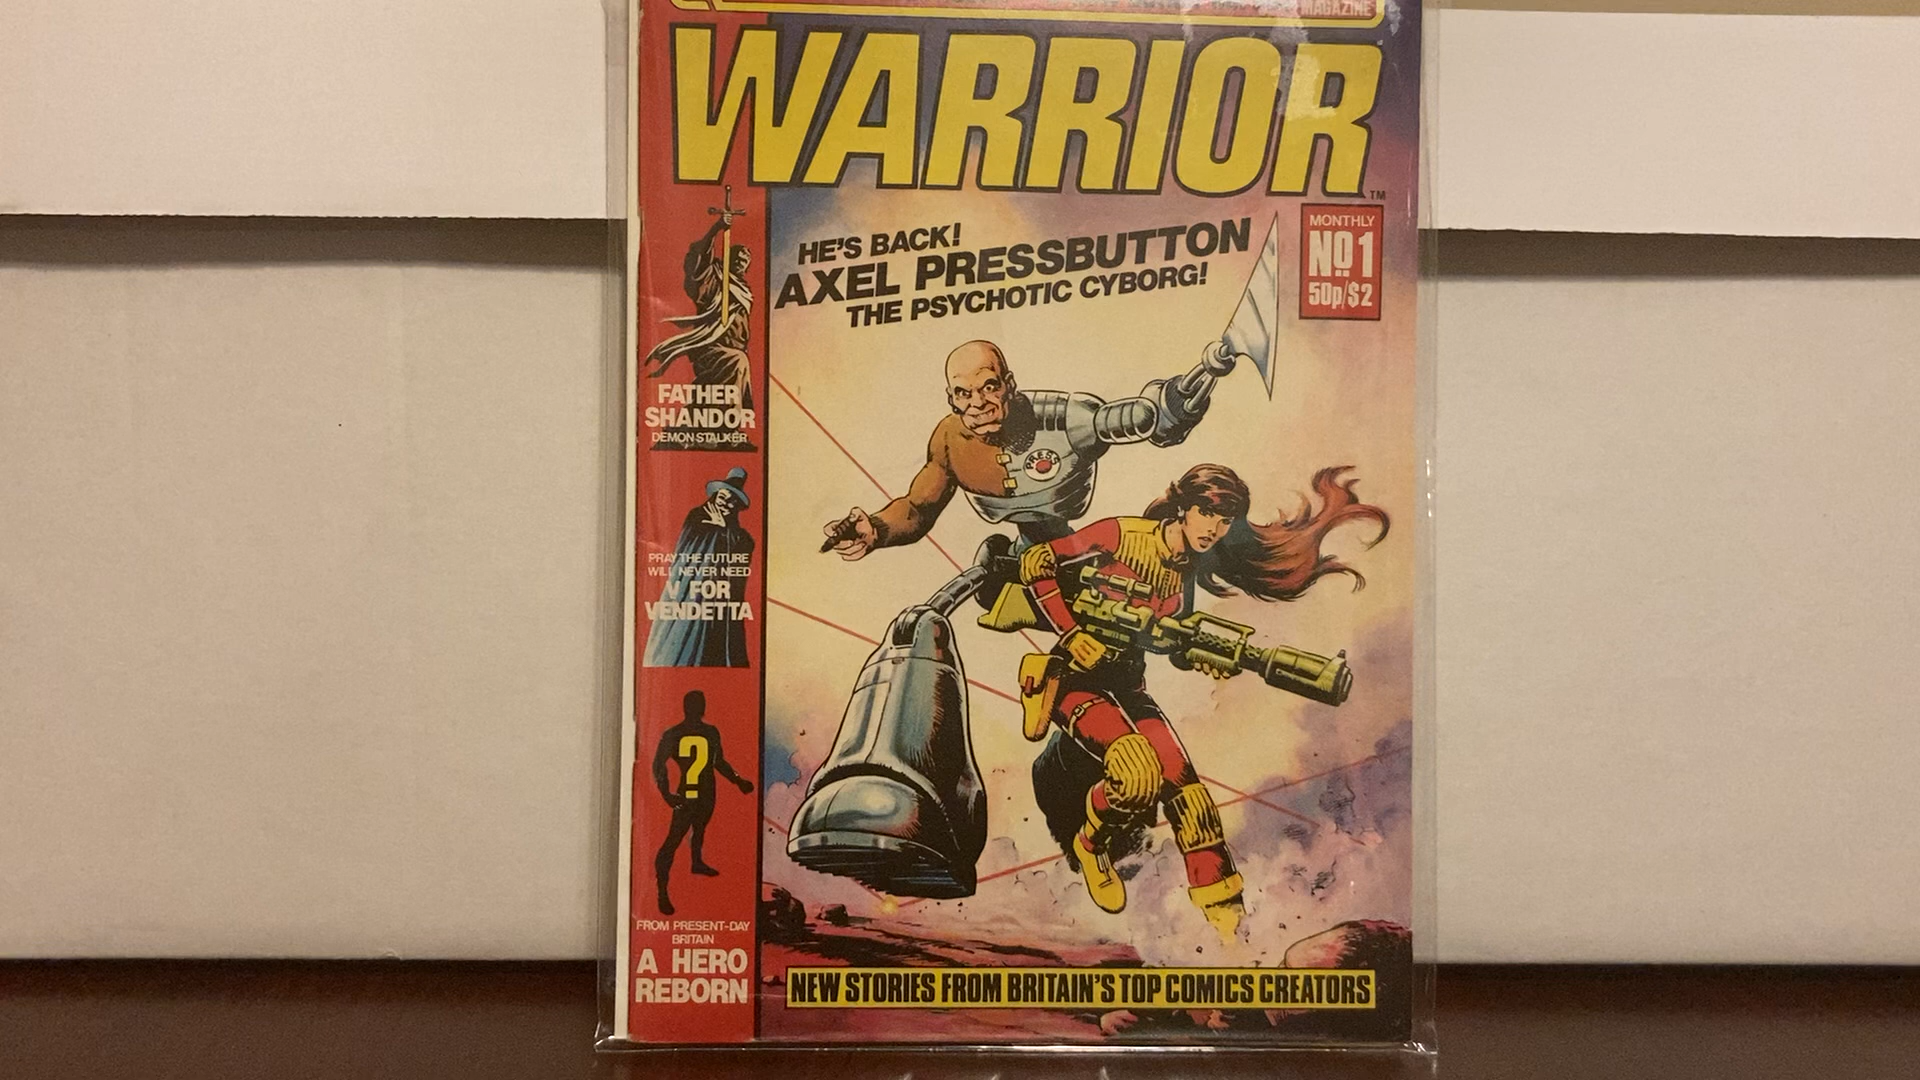 MAGAZINE
WARRIOR
TM
HE'S BACK!
AXEL PRESSBUTTON
THE PSYCHOTIC CYBORG!
MONTHLY
Nọ 1
50p/$2
PRESS
FATHER
SHANDOR
DEMON STALKER
PRAY THE FUTURE
WILL NEVER NEED
V FOR
VENDETTA
?
FROM PRESENT-DAY
BRITAIN
A HERO
REBORN
NEW STORIES FROM BRITAIN'S TOP COMICS CREATORS